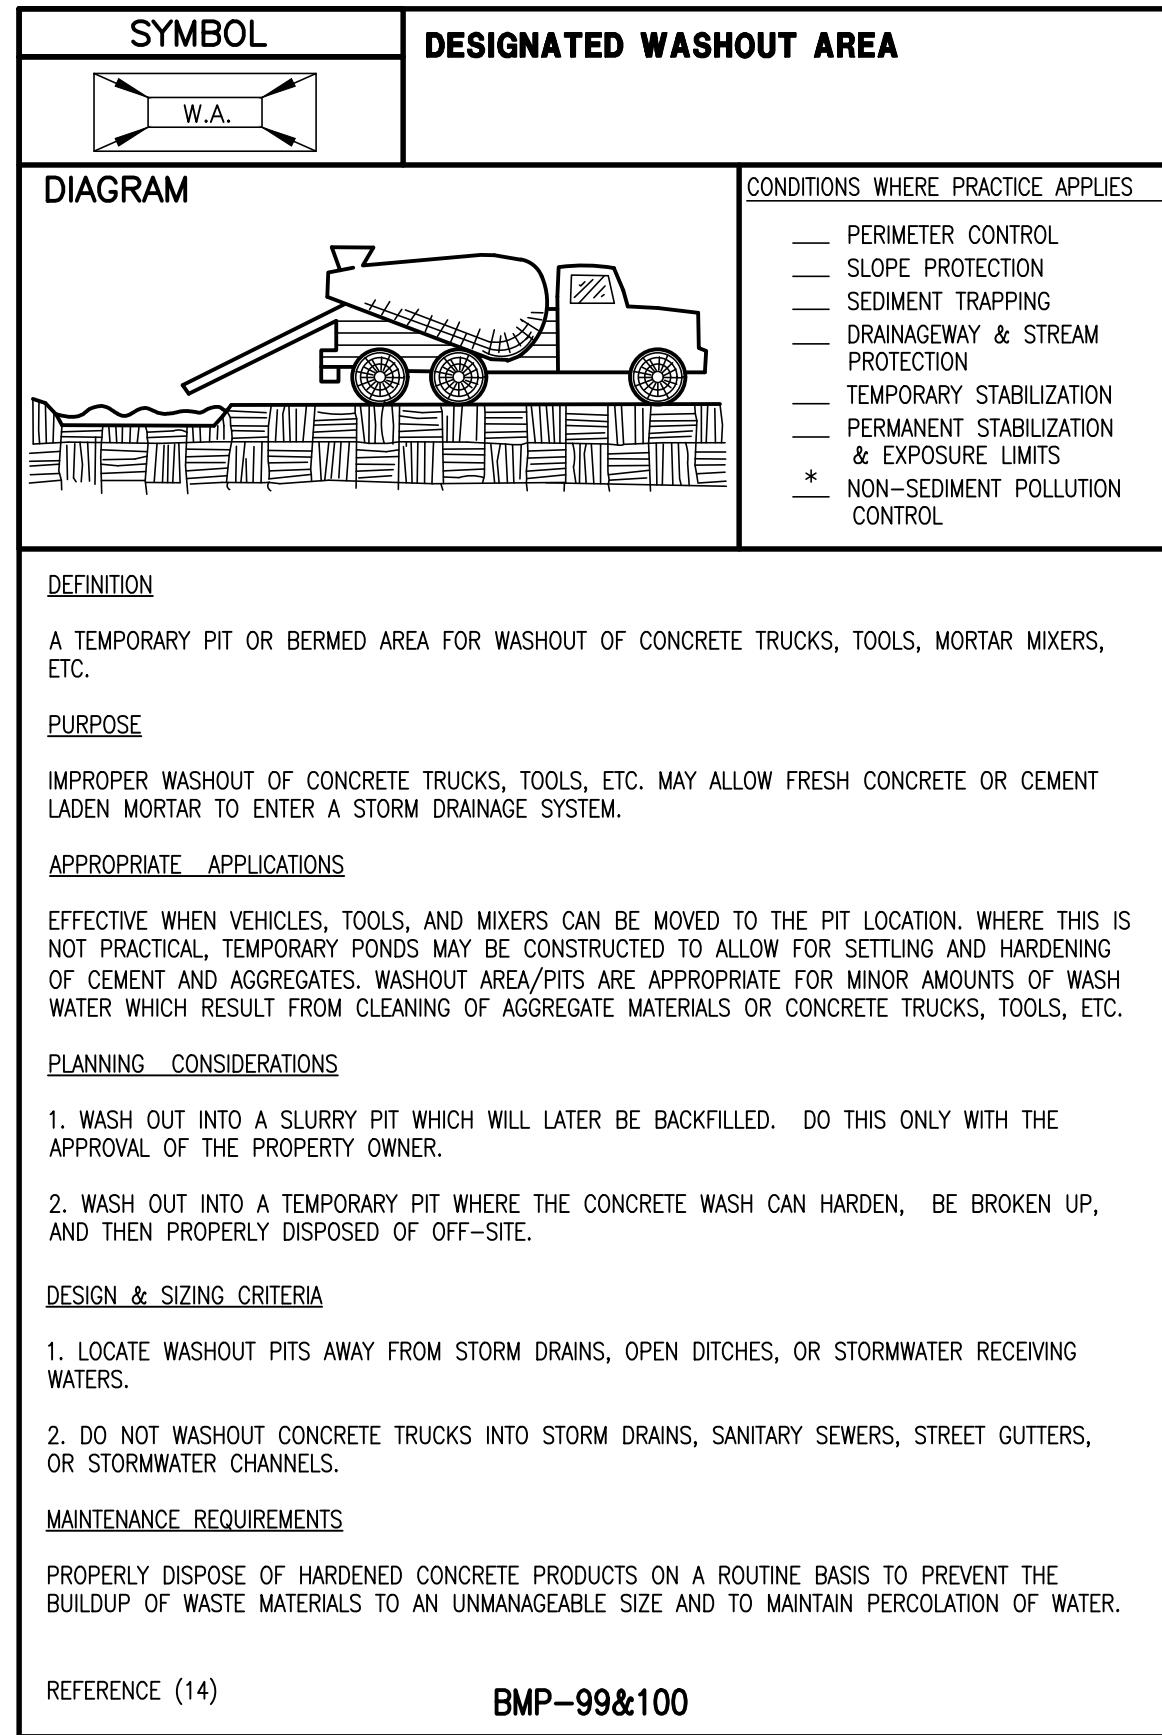 SYMBOL
DESIGNATED WASHOUT AREA
W.A.
DIAGRAM
CONDITIONS WHERE PRACTICE APPLIES
___ PERIMETER CONTROL
___ SLOPE PROTECTION
___ SEDIMENT TRAPPING
___ DRAINAGEWAY & STREAM
PROTECTION
___ TEMPORARY STABILIZATION
___ PERMANENT STABILIZATION
& EXPOSURE LIMITS
* NON-SEDIMENT POLLUTION
CONTROL
DEFINITION
A TEMPORARY PIT OR BERMED AREA FOR WASHOUT OF CONCRETE TRUCKS, TOOLS, MORTAR MIXERS,
ETC.
PURPOSE
IMPROPER WASHOUT OF CONCRETE TRUCKS, TOOLS, ETC. MAY ALLOW FRESH CONCRETE OR CEMENT
LADEN MORTAR TO ENTER A STORM DRAINAGE SYSTEM.
APPROPRIATE APPLICATIONS
EFFECTIVE WHEN VEHICLES, TOOLS, AND MIXERS CAN BE MOVED TO THE PIT LOCATION. WHERE THIS IS
NOT PRACTICAL, TEMPORARY PONDS MAY BE CONSTRUCTED TO ALLOW FOR SETTLING AND HARDENING
OF CEMENT AND AGGREGATES. WASHOUT AREA/PITS ARE APPROPRIATE FOR MINOR AMOUNTS OF WASH
WATER WHICH RESULT FROM CLEANING OF AGGREGATE MATERIALS OR CONCRETE TRUCKS, TOOLS, ETC.
PLANNING CONSIDERATIONS
1. WASH OUT INTO A SLURRY PIT WHICH WILL LATER BE BACKFILLED. DO THIS ONLY WITH THE
APPROVAL OF THE PROPERTY OWNER.
2. WASH OUT INTO A TEMPORARY PIT WHERE THE CONCRETE WASH CAN HARDEN, BE BROKEN UP,
AND THEN PROPERLY DISPOSED OF OFF-SITE.
DESIGN & SIZING CRITERIA
1. LOCATE WASHOUT PITS AWAY FROM STORM DRAINS, OPEN DITCHES, OR STORMWATER RECEIVING
WATERS.
2. DO NOT WASHOUT CONCRETE TRUCKS INTO STORM DRAINS, SANITARY SEWERS, STREET GUTTERS,
OR STORMWATER CHANNELS.
MAINTENANCE REQUIREMENTS
PROPERLY DISPOSE OF HARDENED CONCRETE PRODUCTS ON A ROUTINE BASIS TO PREVENT THE
BUILDUP OF WASTE MATERIALS TO AN UNMANAGEABLE SIZE AND TO MAINTAIN PERCOLATION OF WATER.
REFERENCE (14)
BMP-99&100